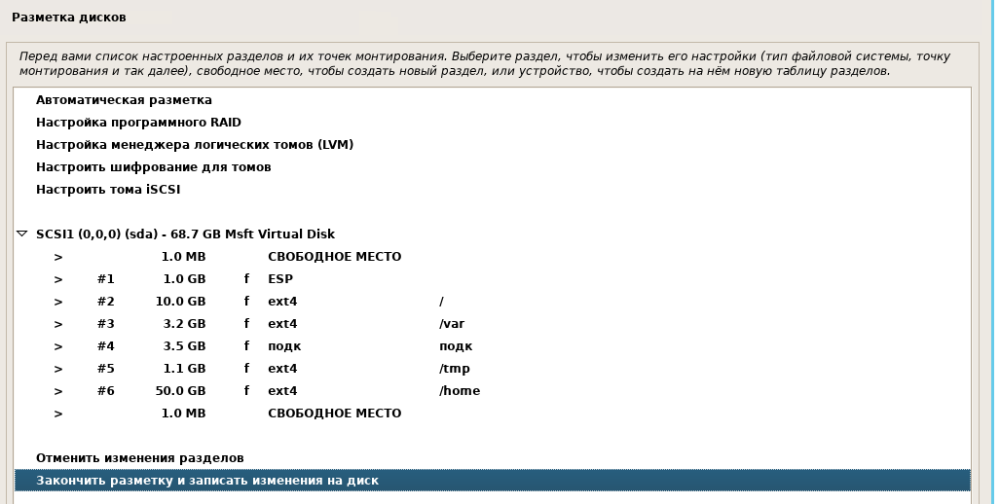 Разметка дисков
Перед вами список настроенных разделов и их точек монтирования. Выберите раздел, чтобы изменить его настройки (тип файловой системы, точку
монтирования и так далее), свободное место, чтобы создать новый раздел, или устройство, чтобы создать на нём новую таблицу разделов.
Автоматическая разметка
Настройка программного RAID
Настройка менеджера логических томов (LVM)
Настроить шифрование для томов
Настроить тома iSCSI
SCSI1 (0,0,0) (sda) - 68.7 GB Msft Virtual Disk
> 1.0 MB СВОБОДНОЕ МЕСТО
> #1 1.0 GB f ESP
> #2 10.0 GB f ext4 /
> #3 3.2 GB f ext4 /var
> #4 3.5 GB f подк подк
> #5 1.1 GB f ext4 /tmp
> #6 50.0 GB f ext4 /home
> 1.0 MB СВОБОДНОЕ МЕСТО
Отменить изменения разделов
Закончить разметку и записать изменения на диск